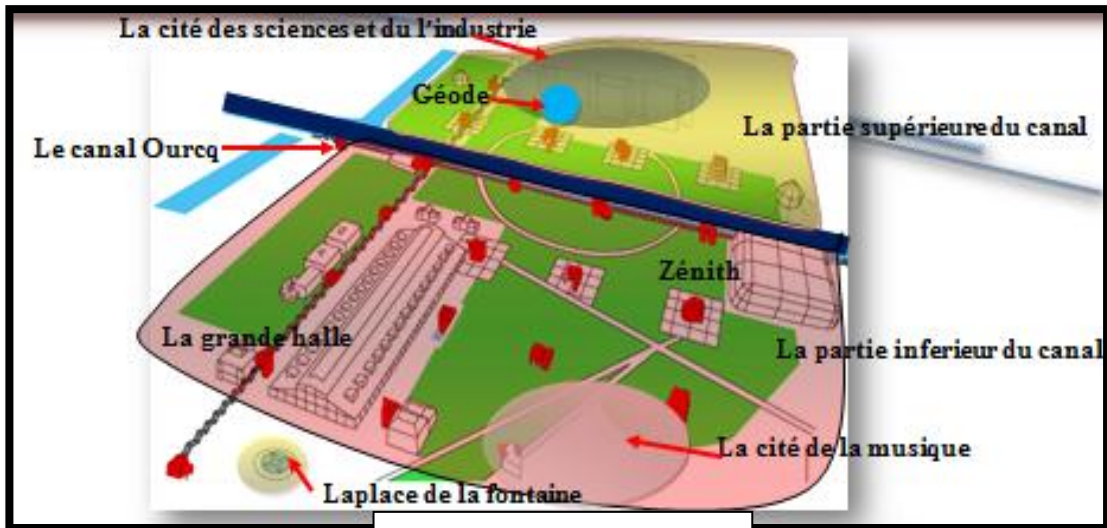 La cité des sciences et du l'industrie
Géode
La partie supérieure du canal
Le canal Ourcq
Zénith
La grande halle
La partie inferieur du canal
La cité de la musique
Laplace de la fontaine